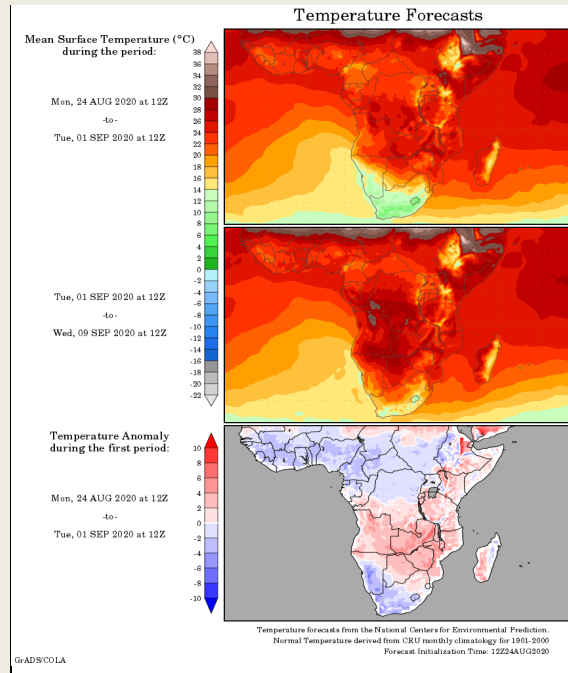 Temperature Forecasts
Mean Surface Temperature (°C)
during the period:
Mon, 24 AUG 2020 at 12Z
-to-
Tue, 01 SEP 2020 at 12Z
38
36
34
32
30
28
26
24
22
20
18
16
14
12
10
8
6
4
2
0
-2
-4
-6
-8
-10
-12
-14
-16
-18
-20
-22
Tue, 01 SEP 2020 at 12Z
-to-
Wed, 09 SEP 2020 at 12Z
Temperature Anomaly
during the first period:
Mon, 24 AUG 2020 at 12Z
-to-
Tue, 01 SEP 2020 at 12Z
10
8
6
4
2
0
-2
-4
-6
-8
-10
Temperature forecasts from the National Centers for Environmental Prediction.
Normal Temperature derived from CRU monthly climatology for 1901-2000
Forecast Initialization Time: 12Z24AUG2020
GrADS/COLA